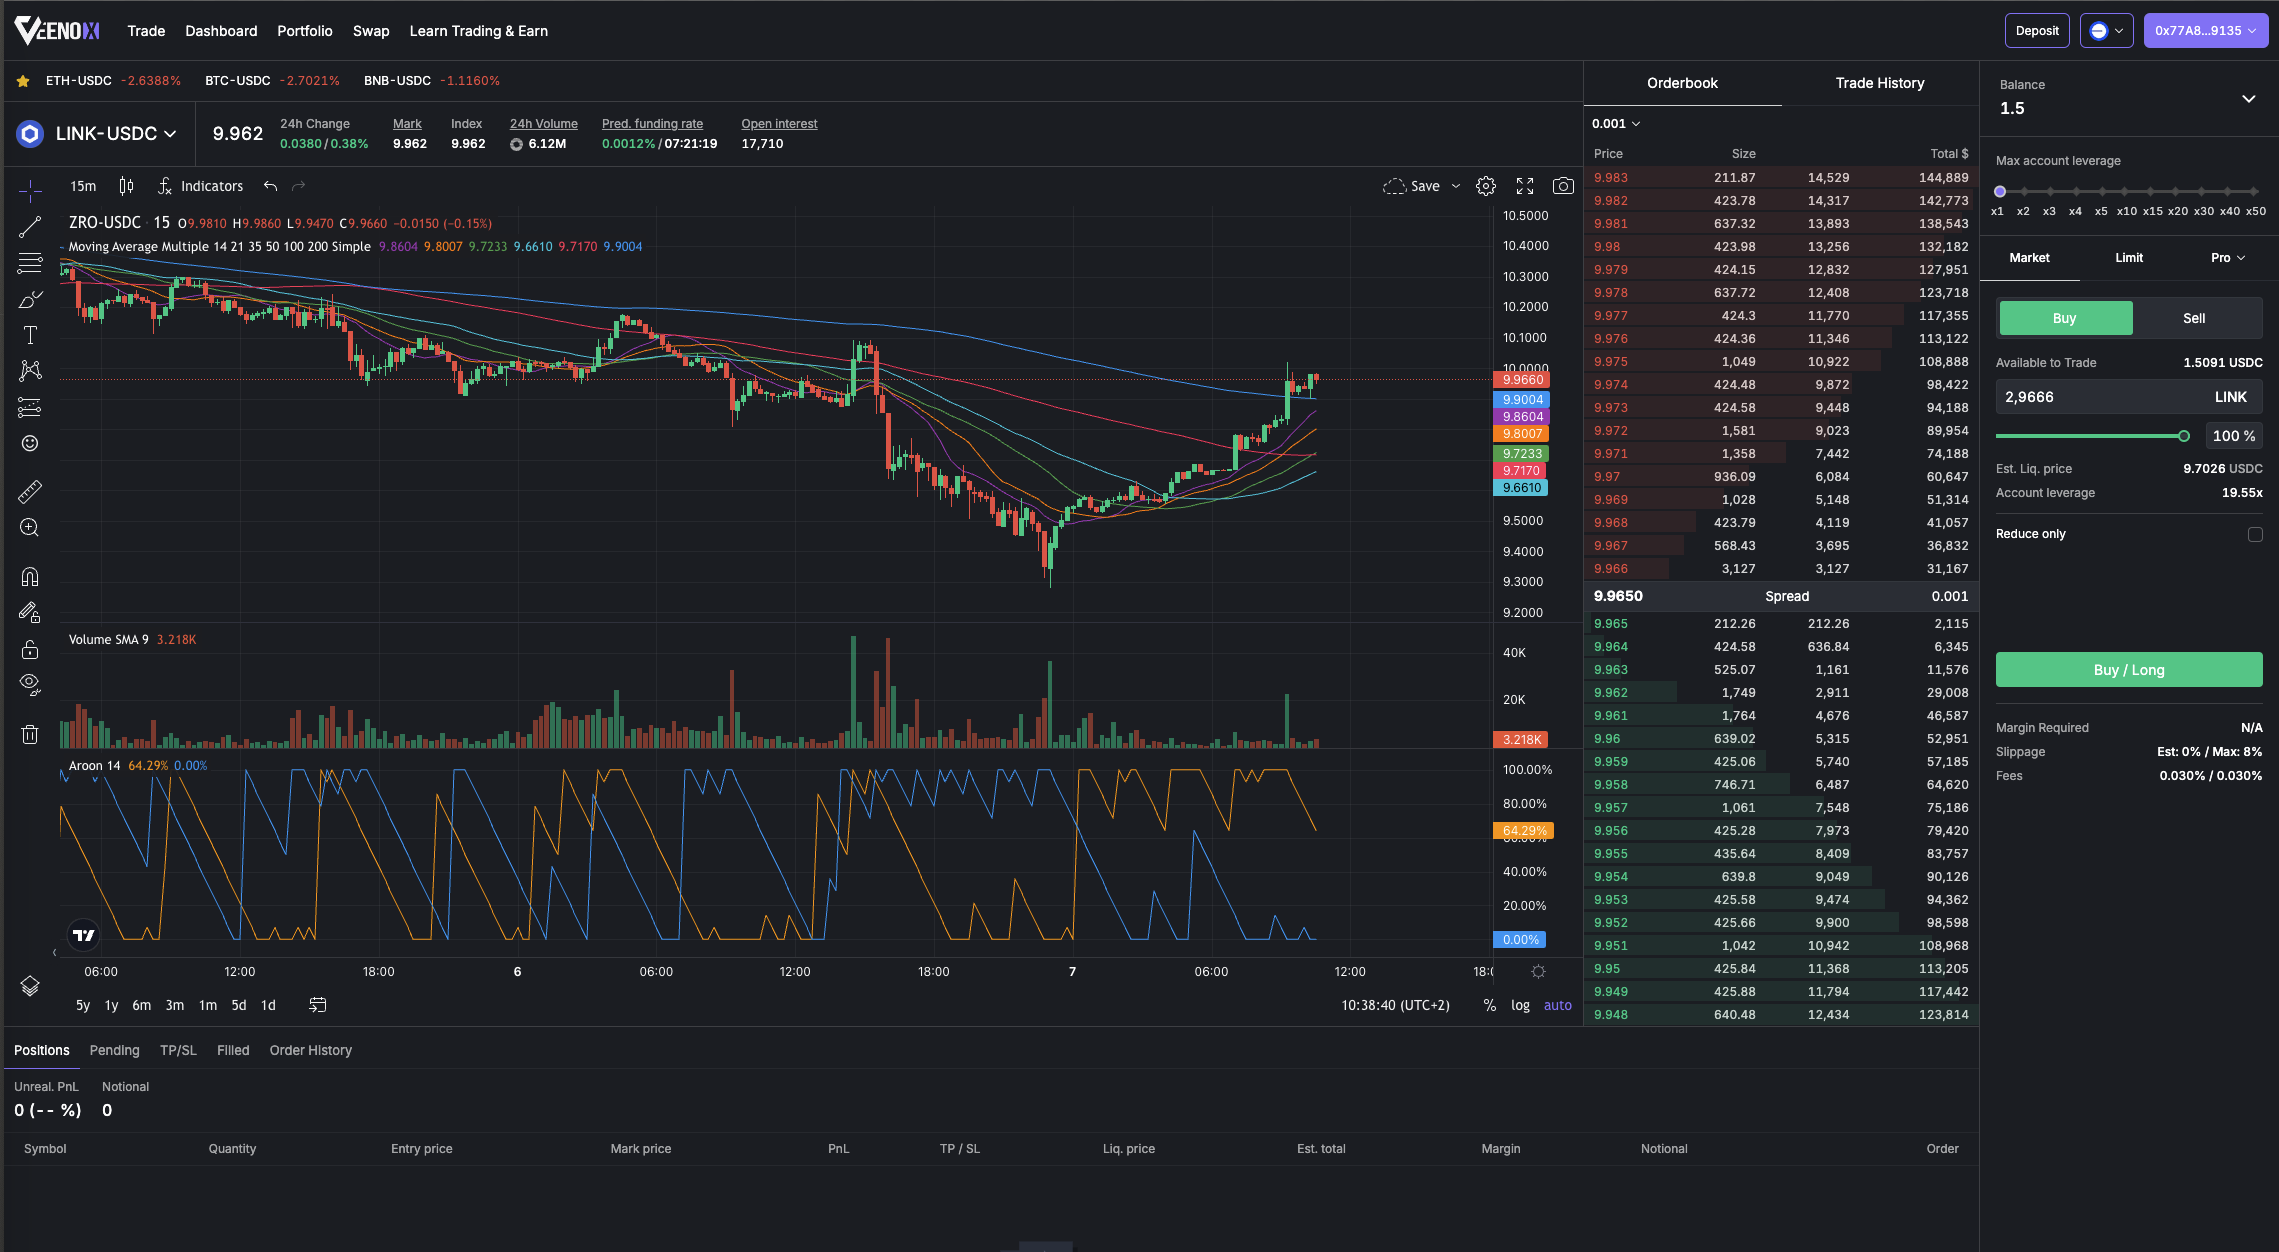 VEENOX Trade Dashboard Portfolio Swap Learn Trading & Earn Deposit 0x77A8...9135
ETH-USDC -2.6388% BTC-USDC -2.7021% BNB-USDC -1.1160%
LINK-USDC 9.962
24h Change Mark Index 24h Volume Pred. funding rate Open interest
0.0380 / 0.38% 9.962 9.962 6.12M 0.0012% / 07:21:19 17,710
15m Indicators Save
ZRO-USDC · 15 O9.9810 H9.9860 L9.9470 C9.9660 -0.0150 (-0.15%)
Moving Average Multiple 14 21 35 50 100 200 Simple 9.8604 9.8007 9.7233 9.6610 9.7170 9.9004
10.5000
10.4000
10.3000
10.2000
10.1000
10.0000
9.9660
9.9004
9.8604
9.8007
9.7233
9.7170
9.6610
9.5000
9.4000
9.3000
9.2000
Volume SMA 9 3.218K
40K
20K
3.218K
Aroon 14 64.29% 0.00%
100.00%
80.00%
64.29%
60.00%
40.00%
20.00%
0.00%
06:00 12:00 18:00 6 06:00 12:00 18:00 7 06:00 12:00
5y 1y 6m 3m 1m 5d 1d 10:38:40 (UTC+2) % log auto
Orderbook Trade History
0.001
Price Size Total $
9.983 211.87 14,529 144,889
9.982 423.78 14,317 142,773
9.981 637.32 13,893 138,543
9.98 423.98 13,256 132,182
9.979 424.15 12,832 127,951
9.978 637.72 12,408 123,718
9.977 424.3 11,770 117,355
9.976 424.36 11,346 113,122
9.975 1,049 10,922 108,888
9.974 424.48 9,872 98,422
9.973 424.58 9,448 94,188
9.972 1,581 9,023 89,954
9.971 1,358 7,442 74,188
9.97 936.09 6,084 60,647
9.969 1,028 5,148 51,314
9.968 423.79 4,119 41,057
9.967 568.43 3,695 36,832
9.966 3,127 3,127 31,167
9.9650 Spread 0.001
9.965 212.26 212.26 2,115
9.964 424.58 636.84 6,345
9.963 525.07 1,161 11,576
9.962 1,749 2,911 29,008
9.961 1,764 4,676 46,587
9.96 639.02 5,315 52,951
9.959 425.06 5,740 57,185
9.958 746.71 6,487 64,620
9.957 1,061 7,548 75,186
9.956 425.28 7,973 79,420
9.955 435.64 8,409 83,757
9.954 639.8 9,049 90,126
9.953 425.58 9,474 94,362
9.952 425.66 9,900 98,598
9.951 1,042 10,942 108,968
9.95 425.84 11,368 113,205
9.949 425.88 11,794 117,442
9.948 640.48 12,434 123,814
Balance
1.5
Max account leverage
x1 x2 x3 x4 x5 x10 x15 x20 x30 x40 x50
Market Limit Pro
Buy Sell
Available to Trade 1.5091 USDC
2,9666 LINK
100 %
Est. Liq. price 9.7026 USDC
Account leverage 19.55x
Reduce only
Buy / Long
Margin Required N/A
Slippage Est: 0% / Max: 8%
Fees 0.030% / 0.030%
Positions Pending TP/SL Filled Order History
Unreal. PnL Notional
0 (-- %) 0
Symbol Quantity Entry price Mark price PnL TP / SL Liq. price Est. total Margin Notional Order